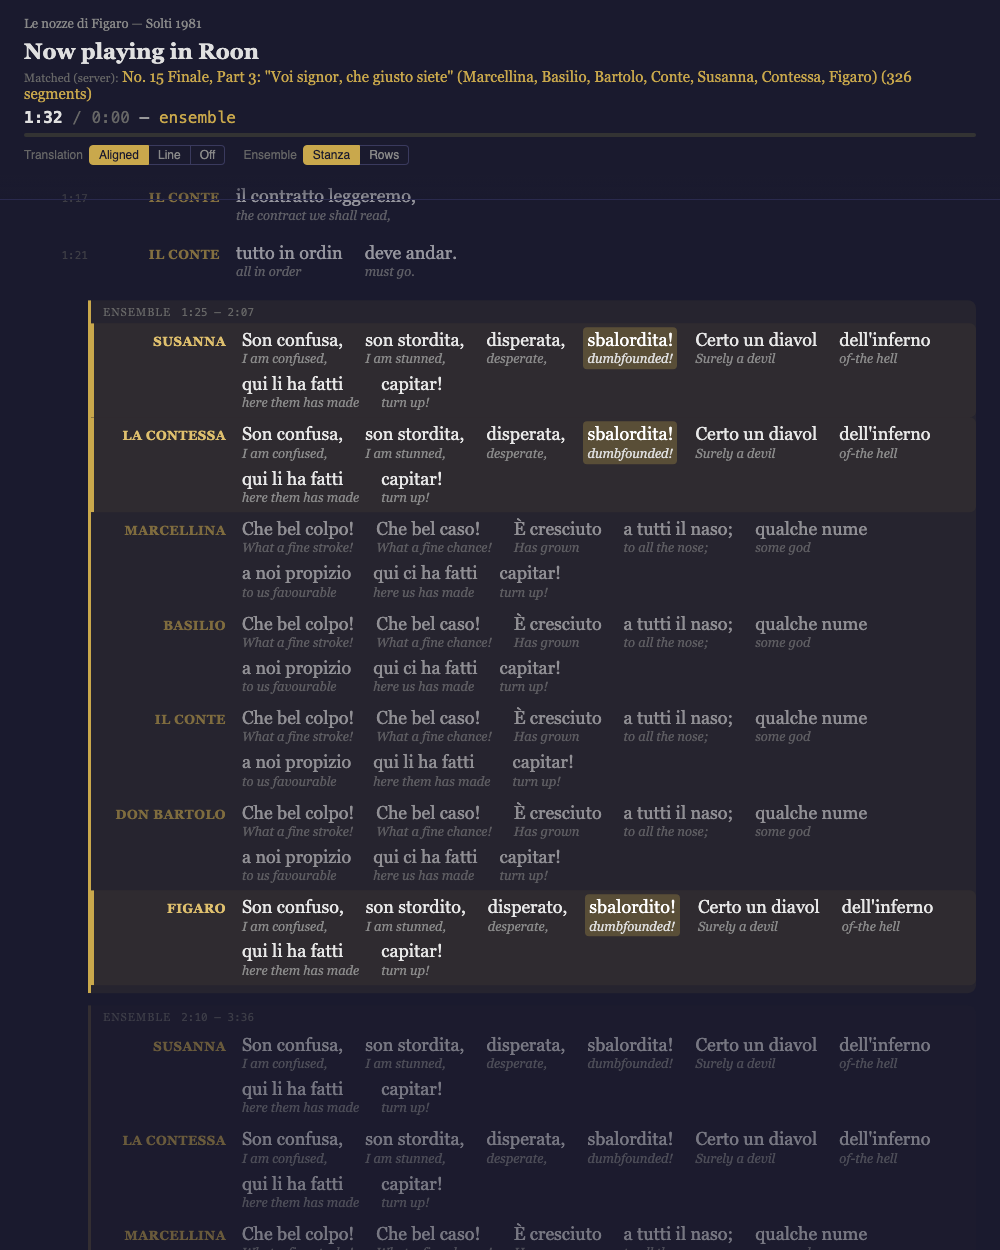 Le nozze di Figaro — Solti 1981
Now playing in Roon
Matched (server): No. 15 Finale, Part 3: "Voi signor, che giusto siete" (Marcellina, Basilio, Bartolo, Conte, Susanna, Contessa, Figaro) (326
segments)
1:32 / 0:00 — ensemble
Translation Aligned Line Off Ensemble Stanza Rows
1:17 IL CONTE il contratto leggeremo,
the contract we shall read,
1:21 IL CONTE tutto in ordin deve andar.
all in order must go.
ENSEMBLE 1:25 — 2:07
SUSANNA Son confusa, son stordita, disperata, sbalordita! Certo un diavol dell'inferno
I am confused, I am stunned, desperate, dumbfounded! Surely a devil of-the hell
qui li ha fatti capitar!
here them has made turn up!
LA CONTESSA Son confusa, son stordita, disperata, sbalordita! Certo un diavol dell'inferno
I am confused, I am stunned, desperate, dumbfounded! Surely a devil of-the hell
qui li ha fatti capitar!
here them has made turn up!
MARCELLINA Che bel colpo! Che bel caso! È cresciuto a tutti il naso; qualche nume
What a fine stroke! What a fine chance! Has grown to all the nose; some god
a noi propizio qui ci ha fatti capitar!
to us favourable here us has made turn up!
BASILIO Che bel colpo! Che bel caso! È cresciuto a tutti il naso; qualche nume
What a fine stroke! What a fine chance! Has grown to all the nose; some god
a noi propizio qui ci ha fatti capitar!
to us favourable here us has made turn up!
IL CONTE Che bel colpo! Che bel caso! È cresciuto a tutti il naso; qualche nume
What a fine stroke! What a fine chance! Has grown to all the nose; some god
a noi propizio qui li ha fatti capitar!
to us favourable here them has made turn up!
DON BARTOLO Che bel colpo! Che bel caso! È cresciuto a tutti il naso; qualche nume
What a fine stroke! What a fine chance! Has grown to all the nose; some god
a noi propizio qui ci ha fatti capitar!
to us favourable here us has made turn up!
FIGARO Son confuso, son stordito, disperato, sbalordito! Certo un diavol dell'inferno
I am confused, I am stunned, desperate, dumbfounded! Surely a devil of-the hell
qui li ha fatti capitar!
here them has made turn up!
ENSEMBLE 2:10 — 3:36
SUSANNA Son confusa, son stordita, disperata, sbalordita! Certo un diavol dell'inferno
I am confused, I am stunned, desperate, dumbfounded! Surely a devil of-the hell
qui li ha fatti capitar!
here them has made turn up!
LA CONTESSA Son confusa, son stordita, disperata, sbalordita! Certo un diavol dell'inferno
I am confused, I am stunned, desperate, dumbfounded! Surely a devil of-the hell
qui li ha fatti capitar!
here them has made turn up!
MARCELLINA Che bel colpo! Che bel caso! È cresciuto a tutti il naso; qualche nume